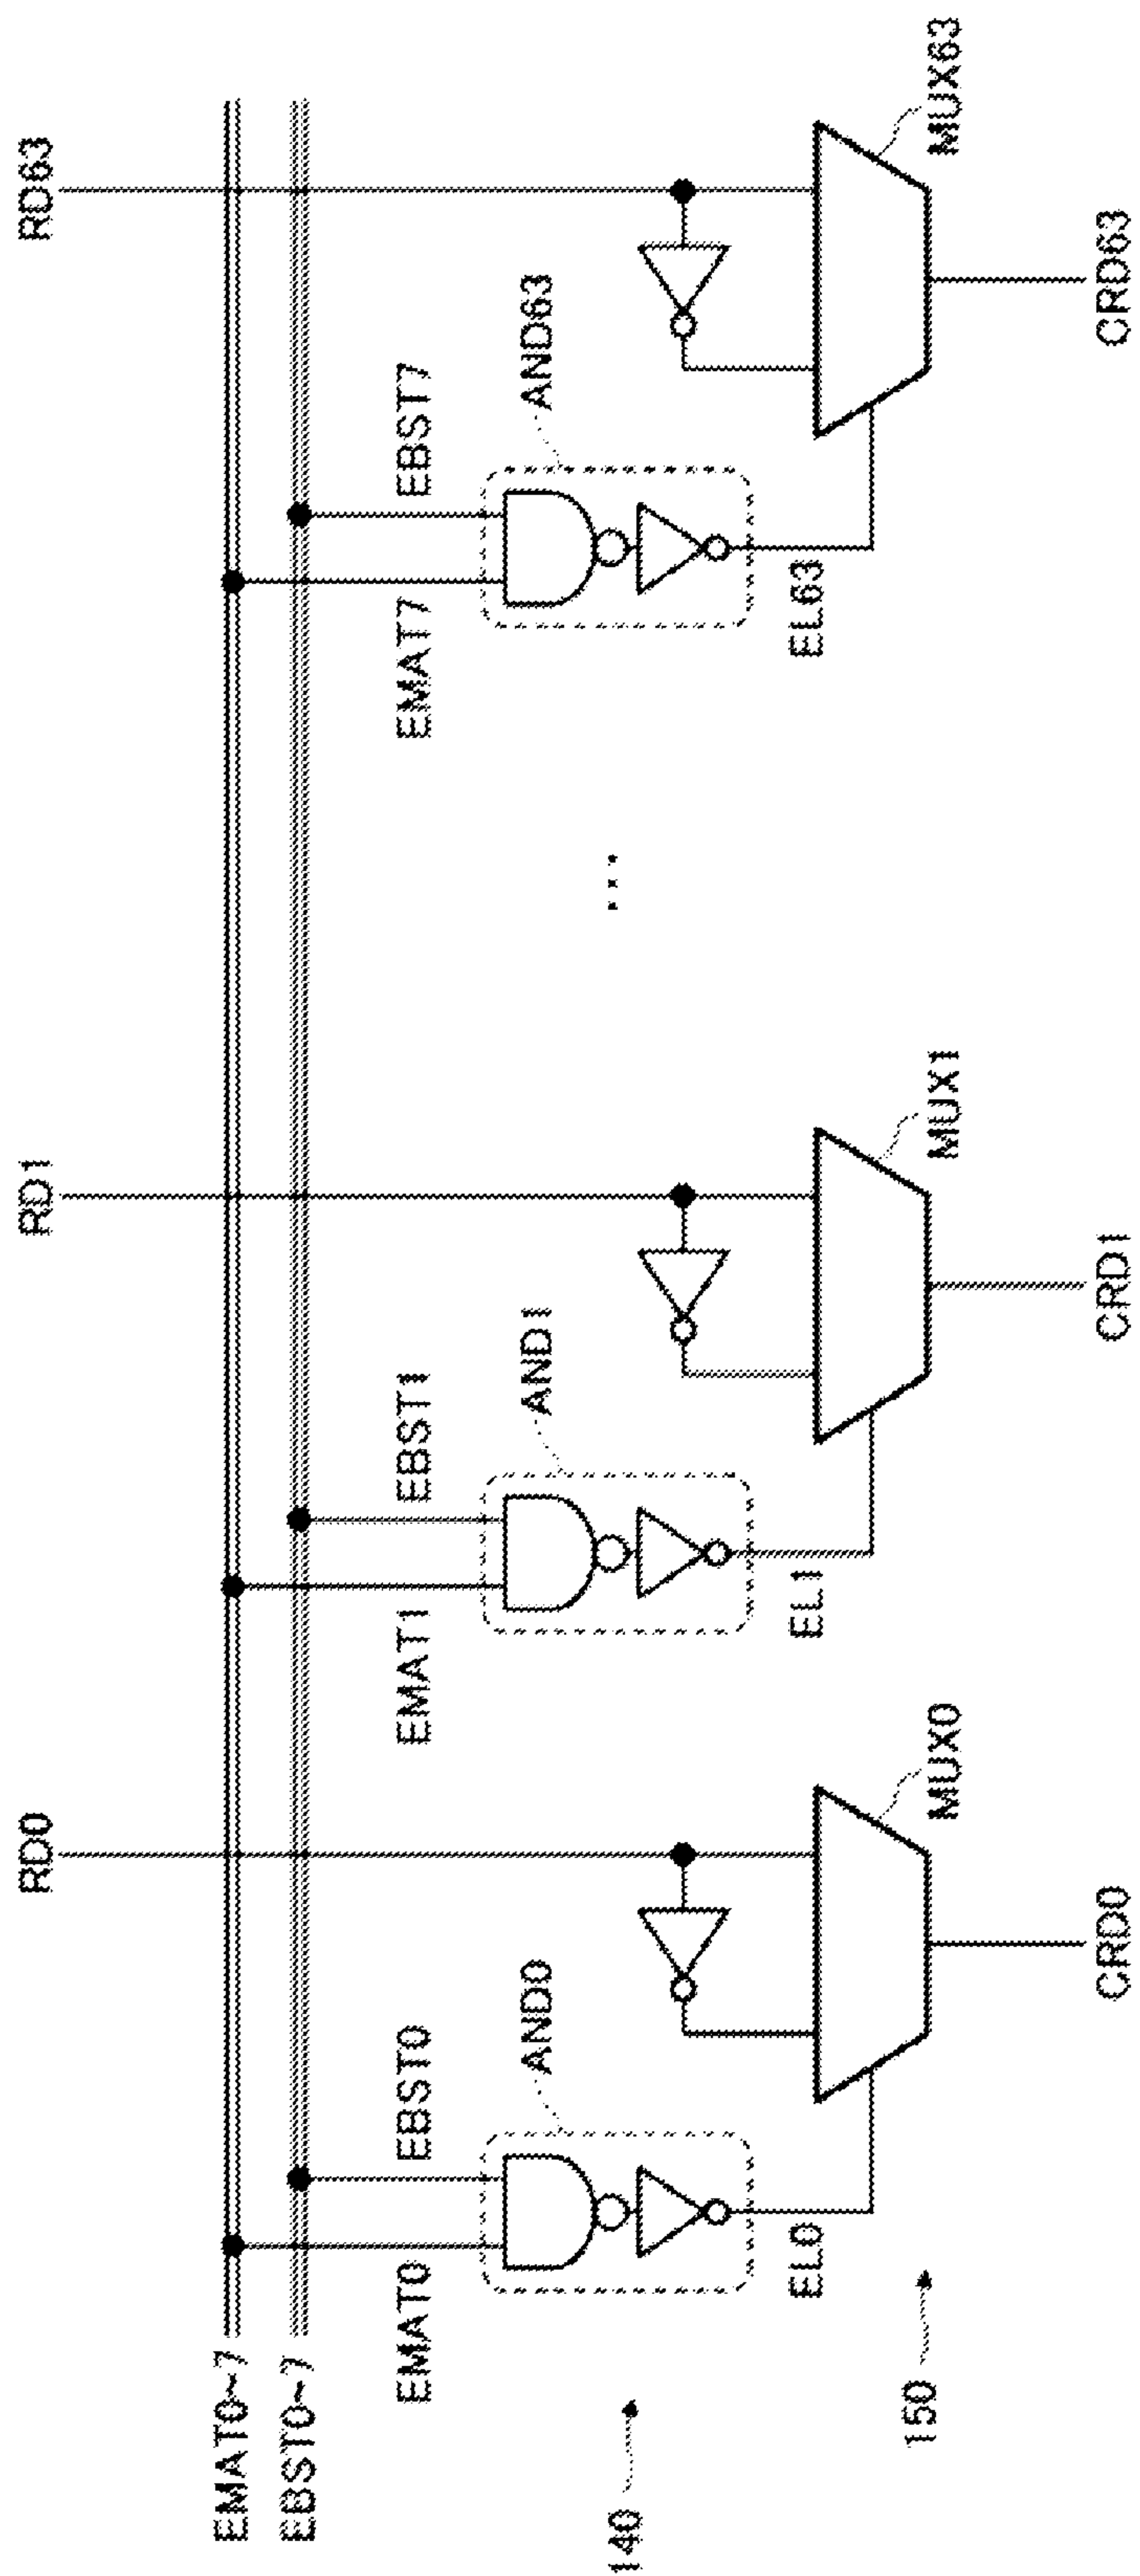 RD0
RD1
RD63
EMAT0~7
EBST0~7
EMAT0
EBST0
EMAT1
EBST1
EMAT7
EBST7
AND0
AND1
AND63
140
...
EL0
EL1
EL63
150
MUX0
MUX1
MUX63
CRD0
CRD1
CRD63